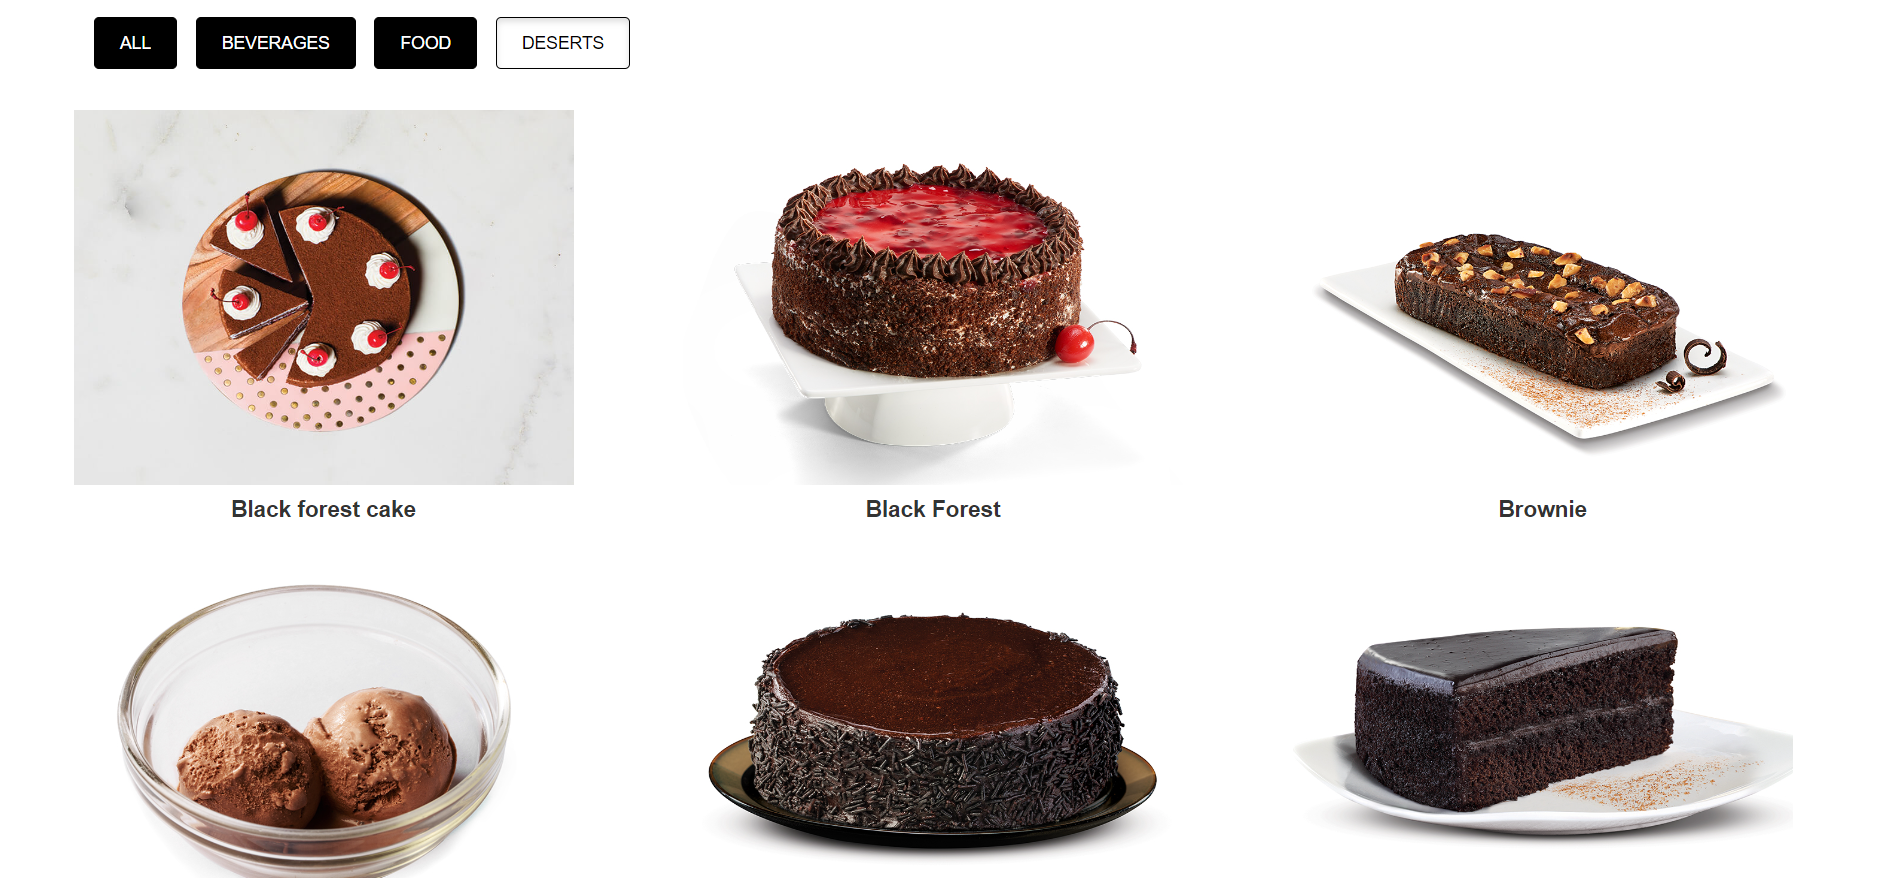 ALL BEVERAGES FOOD DESERTS
Black forest cake Black Forest Brownie